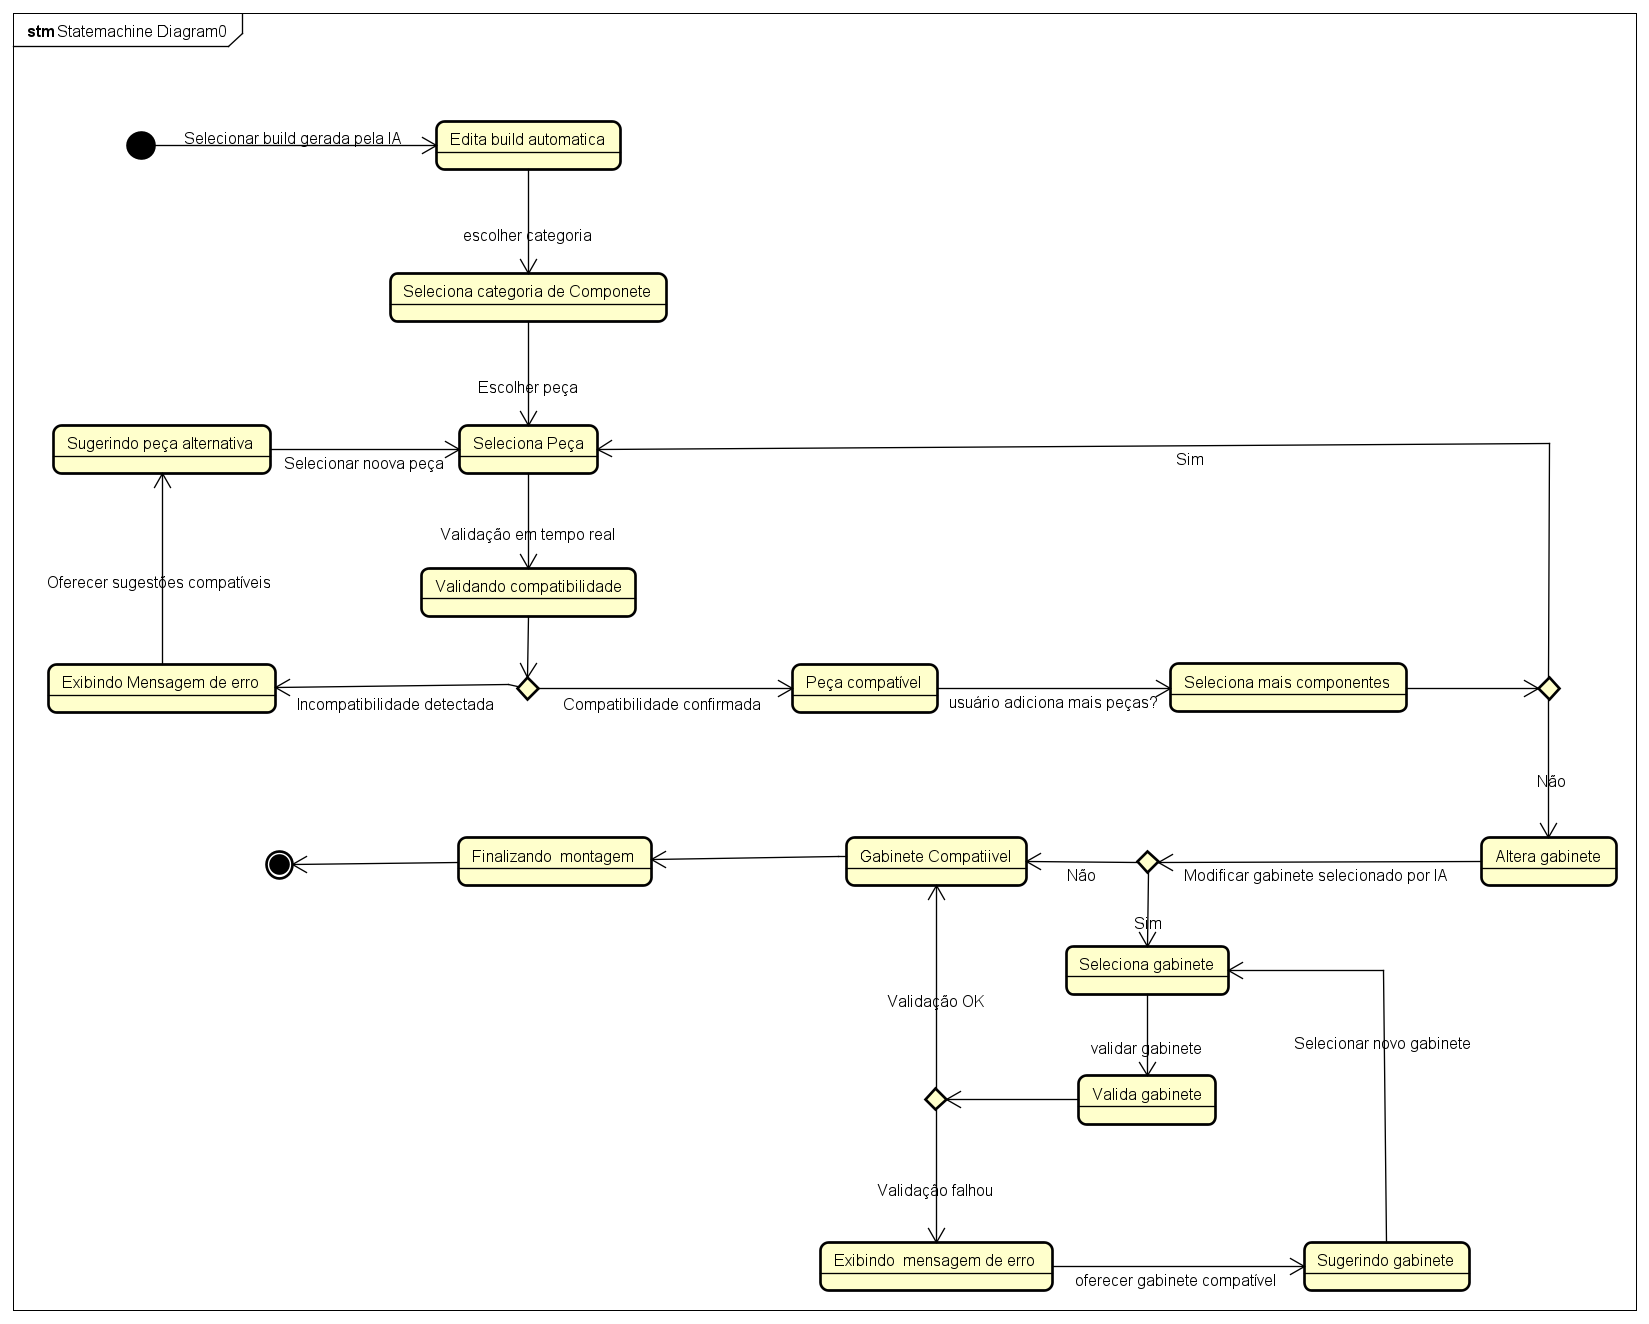 stm Statemachine Diagram0
Selecionar build gerada pela IA
Edita build automatica
escolher categoria
Seleciona categoria de Componete
Escolher peça
Sugerindo peça alternativa
Selecionar noova peça
Seleciona Peça
Sim
Validação em tempo real
Oferecer sugestões compatíveis
Validando compatibilidade
Exibindo Mensagem de erro
Incompatibilidade detectada
Compatibilidade confirmada
Peça compatível
usuário adiciona mais peças?
Seleciona mais componentes
Não
Finalizando  montagem
Gabinete Compatiivel
Não
Modificar gabinete selecionado por IA
Altera gabinete
Sim
Seleciona gabinete
Validação OK
validar gabinete
Selecionar novo gabinete
Valida gabinete
Validação falhou
Exibindo  mensagem de erro
oferecer gabinete compatível
Sugerindo gabinete